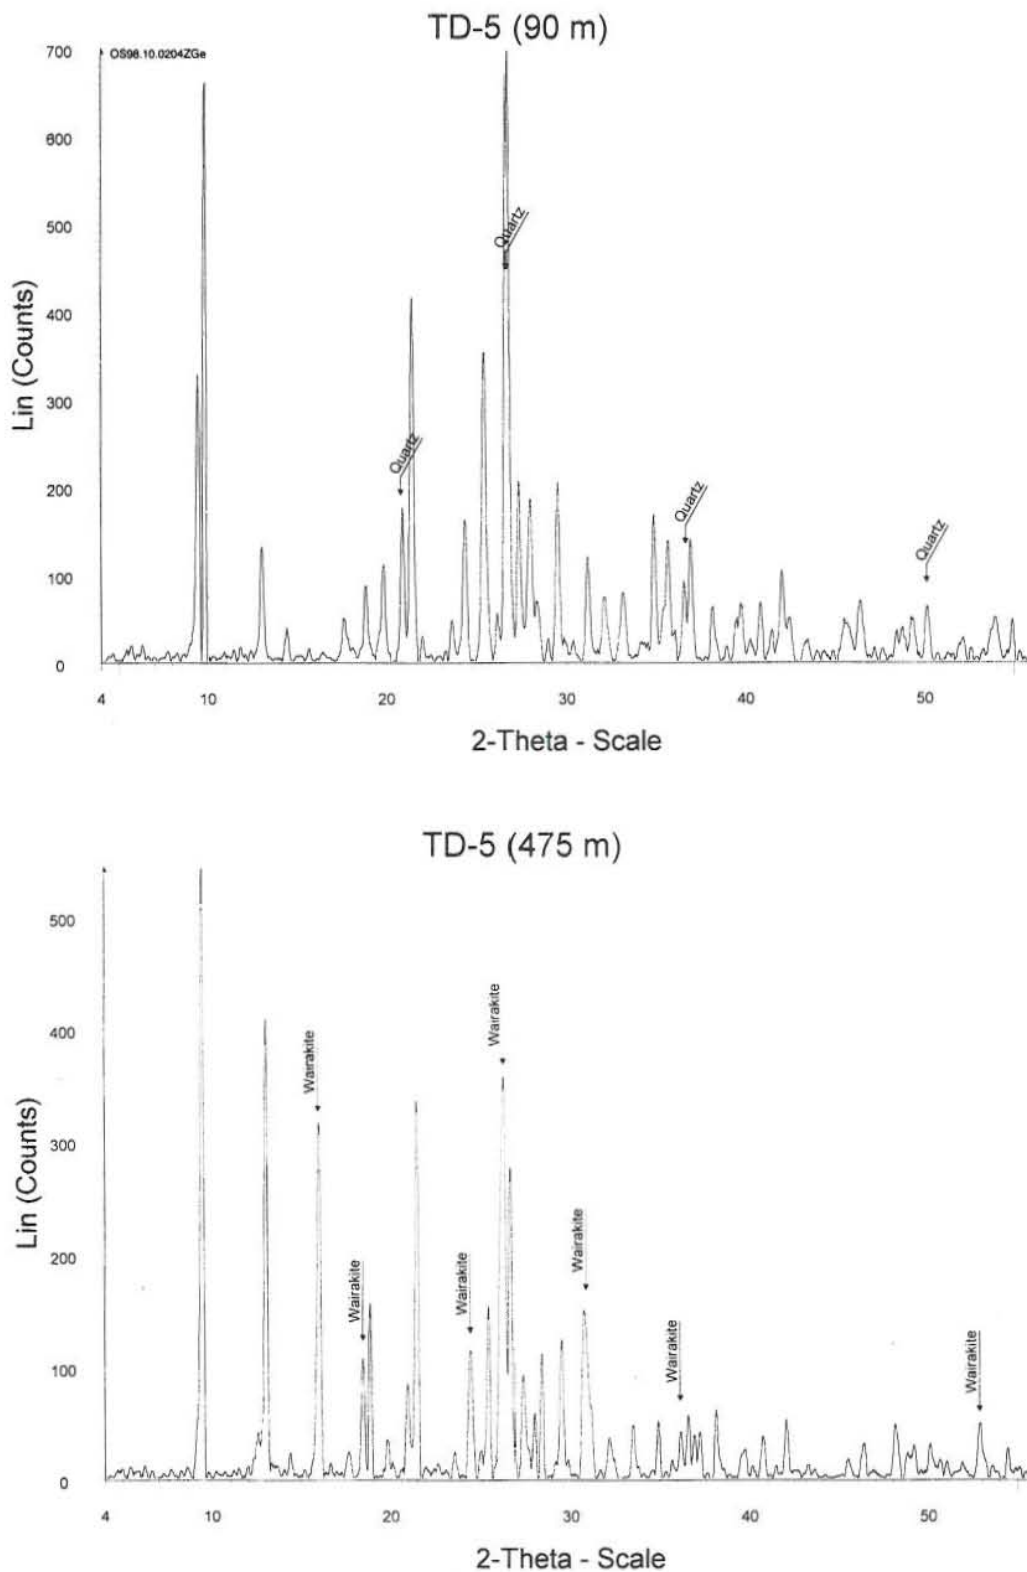 TD-5 (90 m)
OS98.10.0204ZGe
700
600
500
400
300
200
100
0
Lin (Counts)
Quartz
Quartz
Quartz
Quartz
4 10 20 30 40 50
2-Theta - Scale
TD-5 (475 m)
500
400
300
200
100
0
Lin (Counts)
Wairakite
Wairakite
Wairakite
Wairakite
Wairakite
Wairakite
Wairakite
4 10 20 30 40 50
2-Theta - Scale